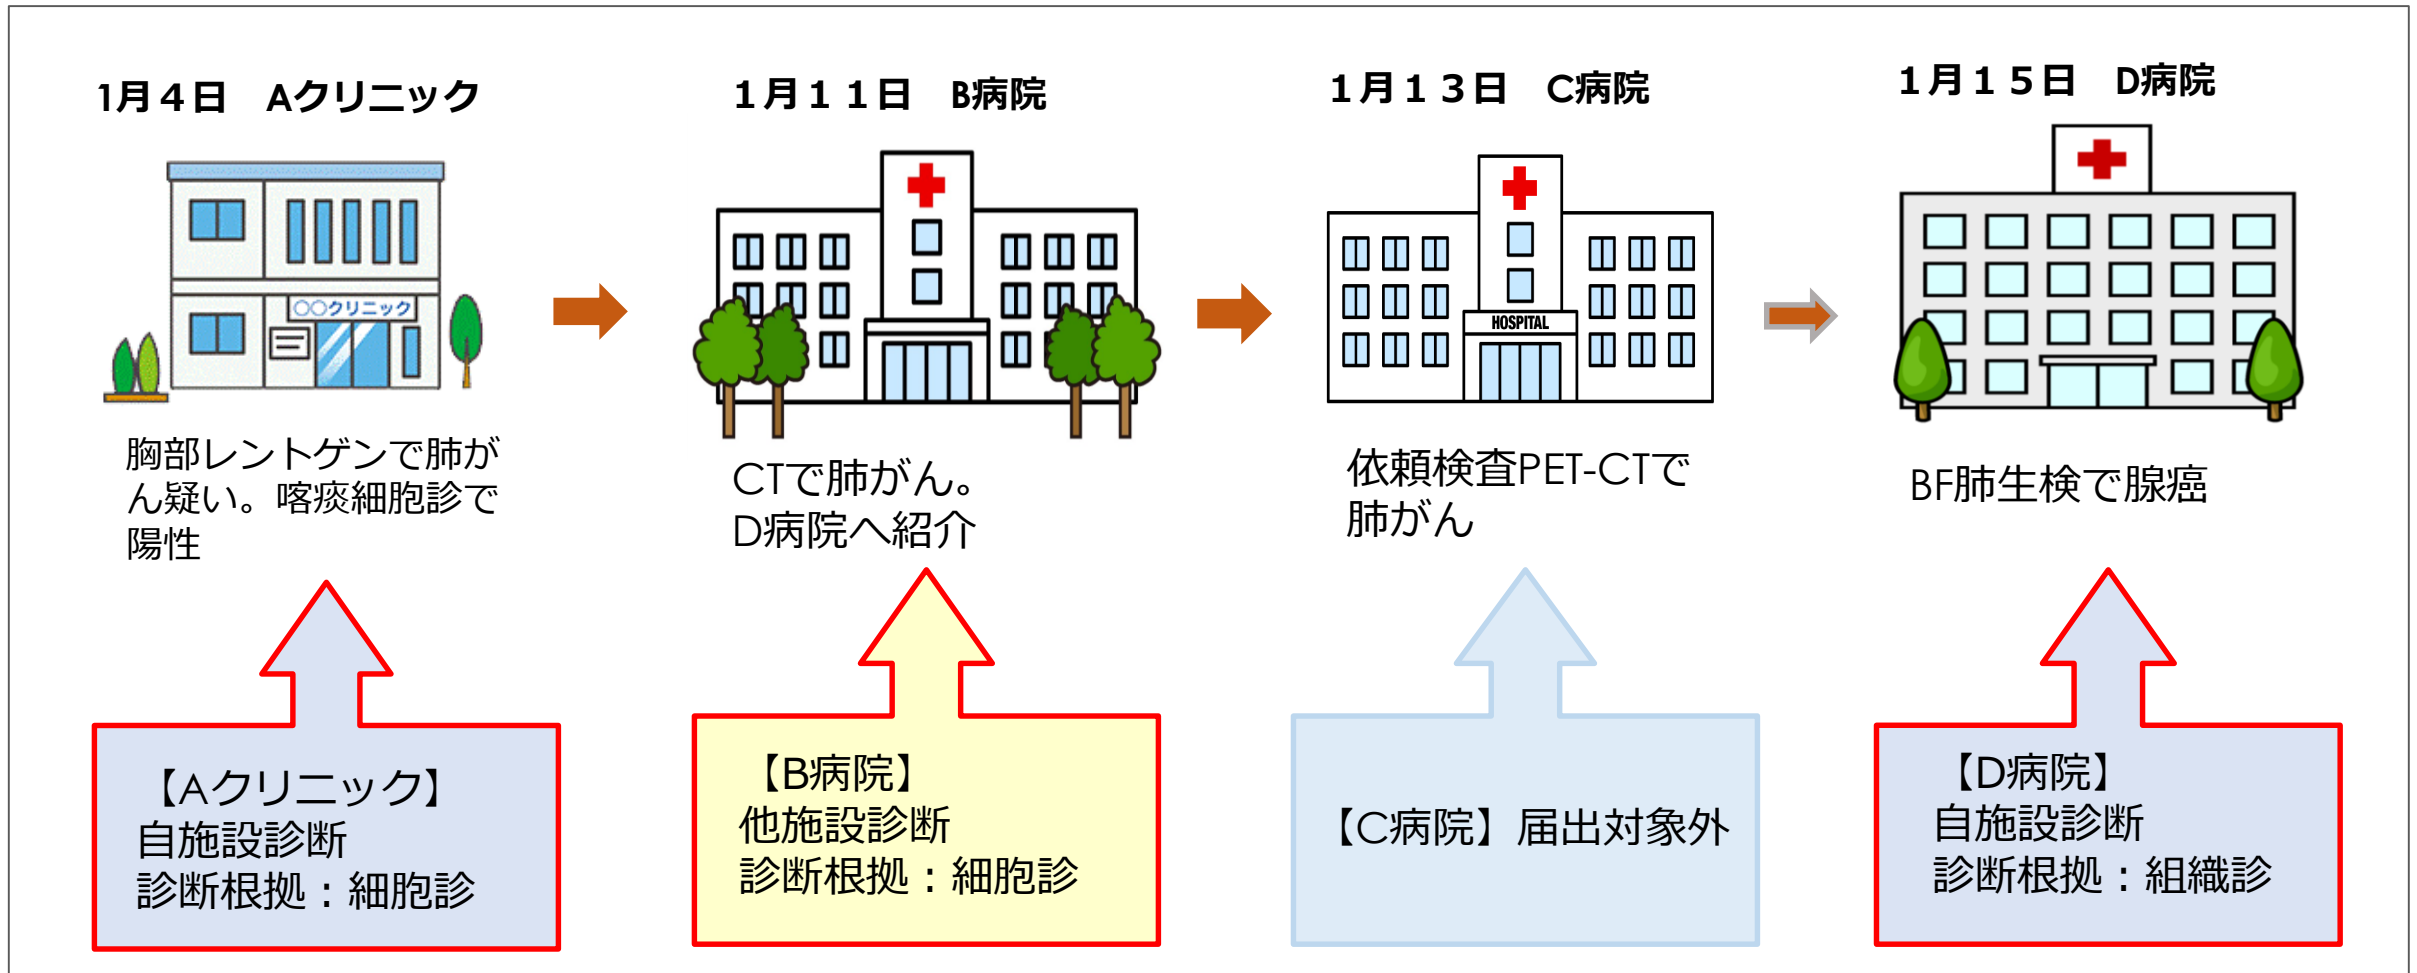 1月４日　Aクリニック
１月１１日　B病院
１月１３日　C病院
１月１５日　D病院
〇〇クリニック
HOSPITAL
胸部レントゲンで肺が
ん疑い。喀痰細胞診で
陽性
CTで肺がん。
D病院へ紹介
依頼検査PET-CTで
肺がん
BF肺生検で腺癌
【Aクリニック】
自施設診断
診断根拠：細胞診
【B病院】
他施設診断
診断根拠：細胞診
【C病院】届出対象外
【D病院】
自施設診断
診断根拠：組織診